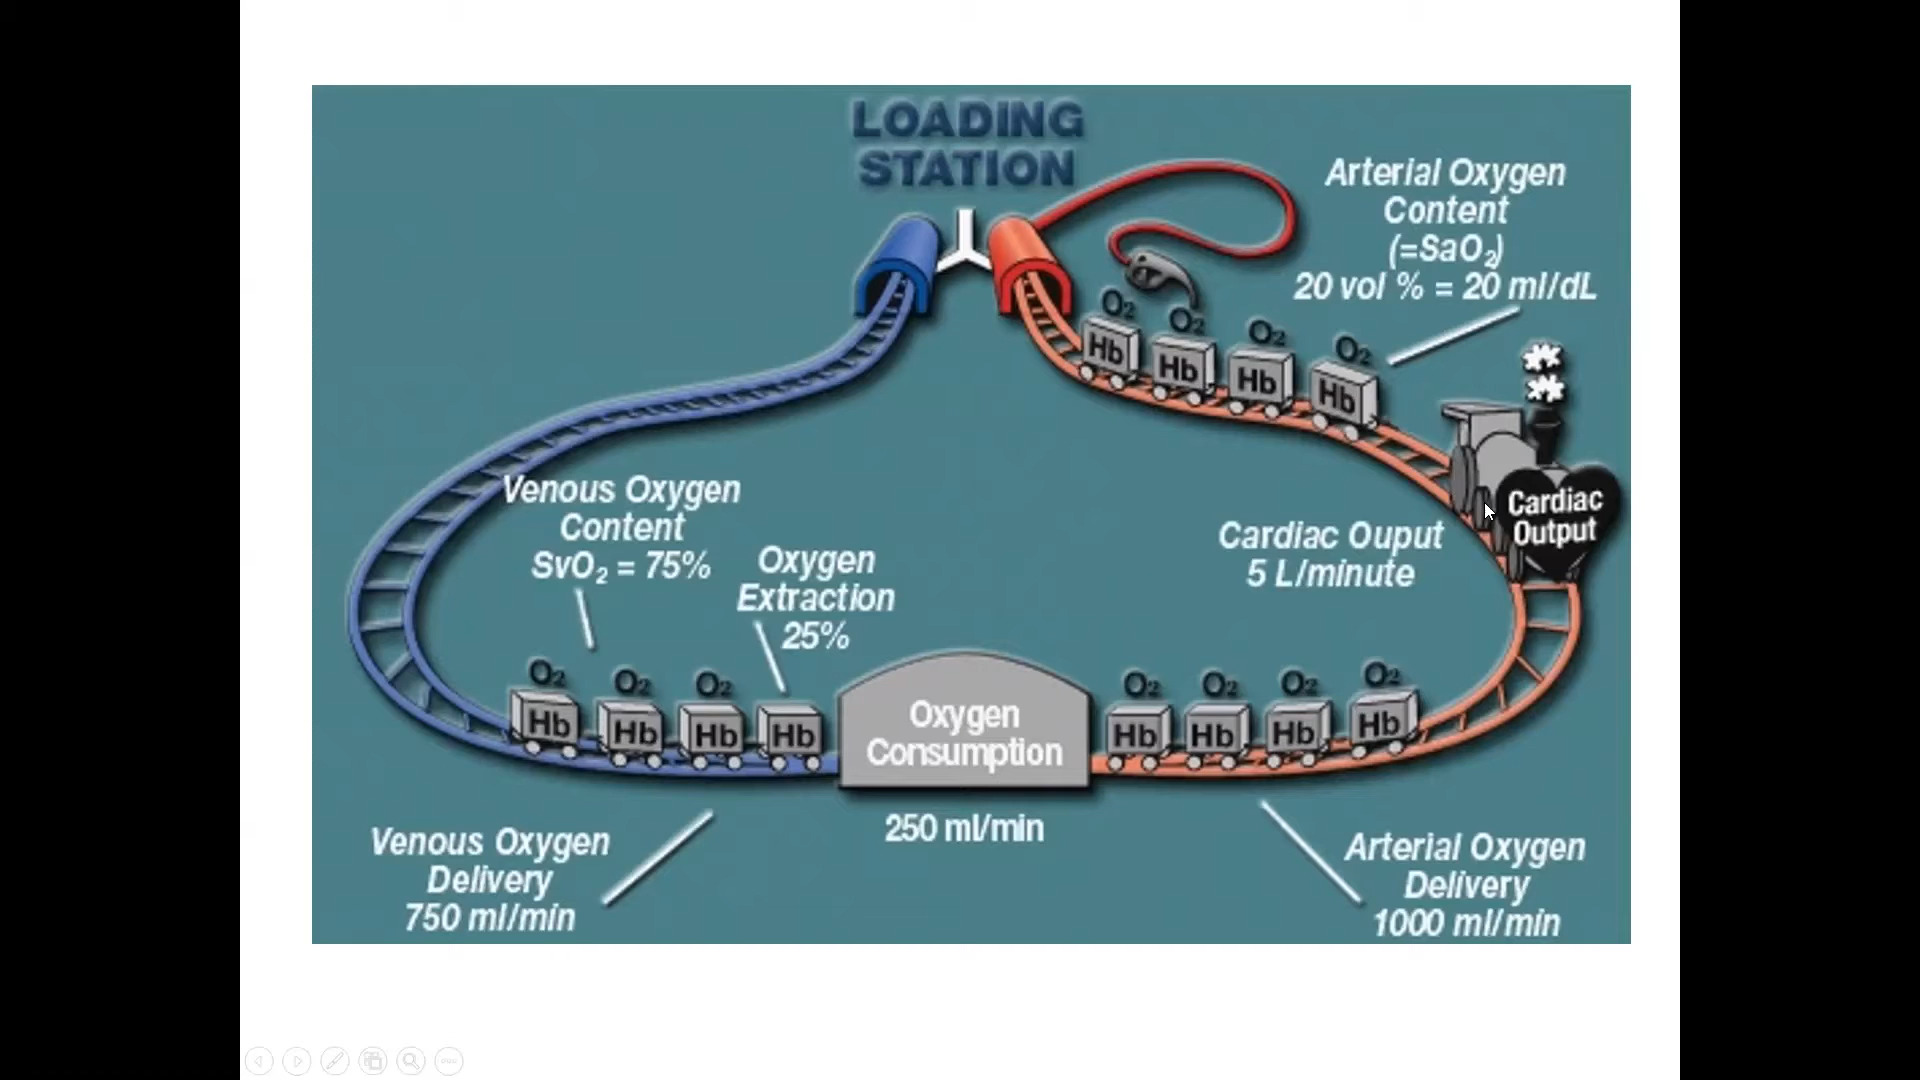 LOADING
STATION
Arterial Oxygen
Content
(=SaO₂)
20 vol % = 20 ml/dL
O₂ O₂ O₂ O₂
Hb Hb Hb Hb
Cardiac
Output
Cardiac Ouput
5 L/minute
Venous Oxygen
Content
SvO₂ = 75%
Oxygen
Extraction
25%
O₂ O₂ O₂
Hb Hb Hb Hb
Oxygen
Consumption
O₂ O₂ O₂ O₂
Hb Hb Hb Hb
250 ml/min
Venous Oxygen
Delivery
750 ml/min
Arterial Oxygen
Delivery
1000 ml/min